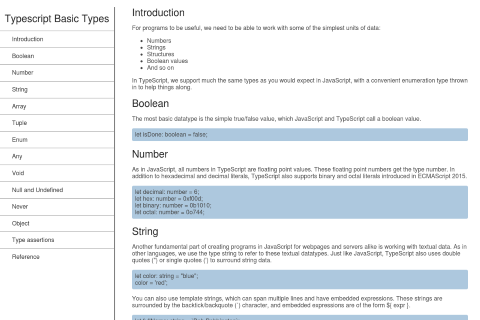 Typescript Basic Types
Introduction
Boolean
Number
String
Array
Tuple
Enum
Any
Void
Null and Undefined
Never
Object
Type assertions
Reference
Introduction
For programs to be useful, we need to be able to work with some of the simplest units of data:
Numbers
Strings
Structures
Boolean values
And so on
In TypeScript, we support much the same types as you would expect in JavaScript, with a convenient enumeration type thrown
in to help things along.
Boolean
The most basic datatype is the simple true/false value, which JavaScript and TypeScript call a boolean value.
let isDone: boolean = false;
Number
As in JavaScript, all numbers in TypeScript are floating point values. These floating point numbers get the type number. In
addition to hexadecimal and decimal literals, TypeScript also supports binary and octal literals introduced in ECMAScript 2015.
let decimal: number = 6;
let hex: number = 0xf00d;
let binary: number = 0b1010;
let octal: number = 0o744;
String
Another fundamental part of creating programs in JavaScript for webpages and servers alike is working with textual data. As in
other languages, we use the type string to refer to these textual datatypes. Just like JavaScript, TypeScript also uses double
quotes (") or single quotes (') to surround string data.
let color: string = "blue";
color = 'red';
You can also use template strings, which can span multiple lines and have embedded expressions. These strings are
surrounded by the backtick/backquote (`) character, and embedded expressions are of the form ${ expr }.